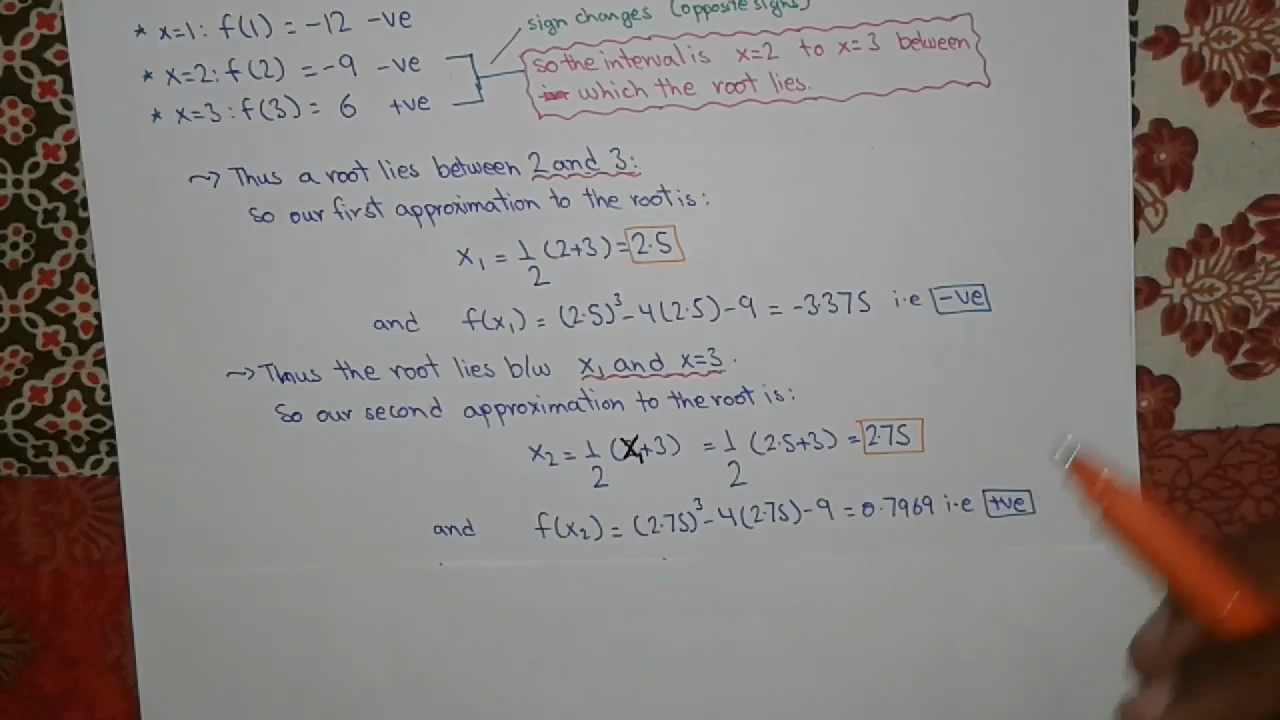 sign changes (opposite signs)
* x=1: f(1) = -12 -ve
* x=2: f(2) = -9 -ve
* x=3: f(3) = 6 +ve
so the interval is x=2 to x=3 between
which the root lies.
~> Thus a root lies between 2 and 3:
So our first approximation to the root is:
x₁ = 1/2 (2+3) = 2.5
and f(x₁) = (2.5)³ - 4(2.5) - 9 = -3.375 i.e -ve
~> Thus the root lies b/w x₁ and x=3.
So our second approximation to the root is:
x₂ = 1/2 (x₁+3) = 1/2 (2.5+3) = 2.75
and f(x₂) = (2.75)³ - 4(2.75) - 9 = 0.7969 i.e +ve